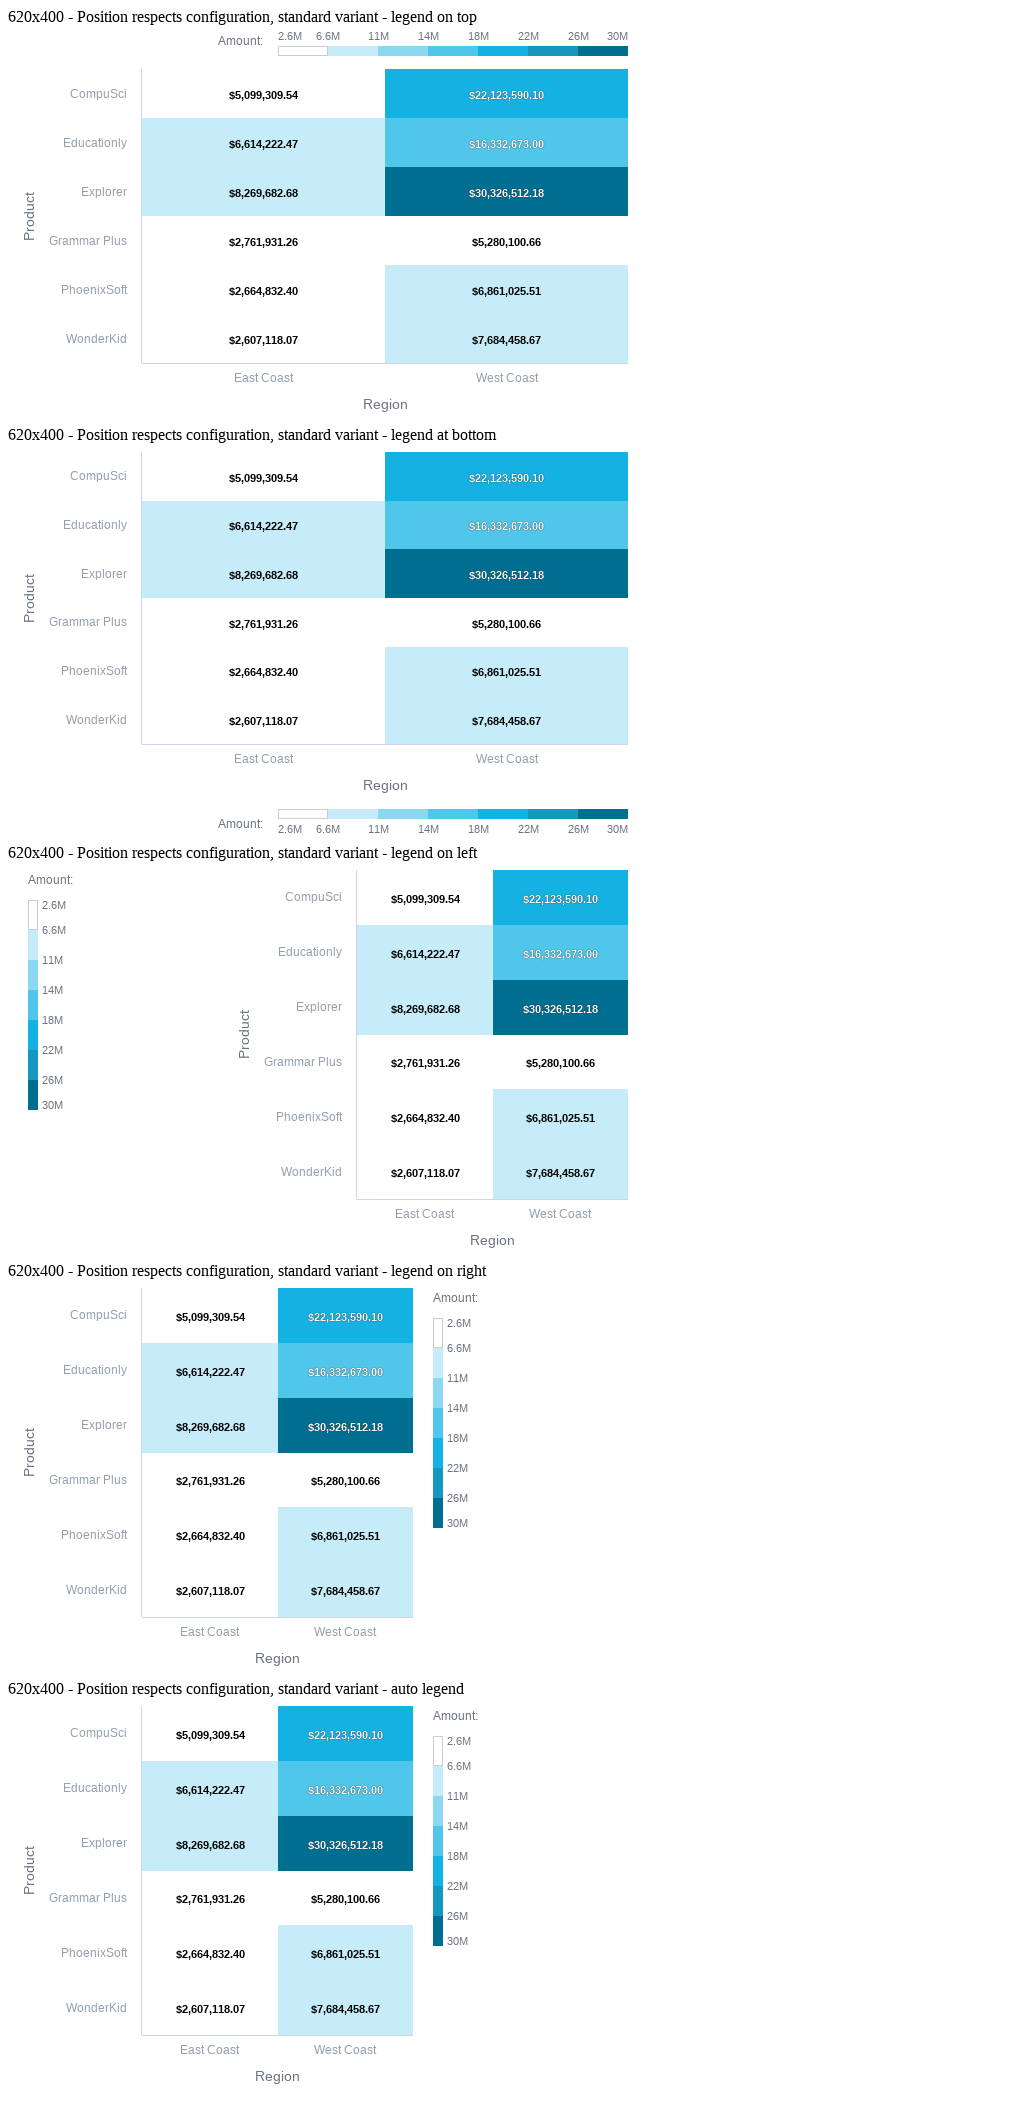 620x400 - Position respects configuration, standard variant - legend on top
Amount:
2.6M 6.6M 11M 14M 18M 22M 26M 30M
Product
CompuSci $5,099,309.54 $22,123,590.10
Educationly $6,614,222.47 $16,332,673.00
Explorer $8,269,682.68 $30,326,512.18
Grammar Plus $2,761,931.26 $5,280,100.66
PhoenixSoft $2,664,832.40 $6,861,025.51
WonderKid $2,607,118.07 $7,684,458.67
East Coast West Coast
Region
620x400 - Position respects configuration, standard variant - legend at bottom
Product
CompuSci $5,099,309.54 $22,123,590.10
Educationly $6,614,222.47 $16,332,673.00
Explorer $8,269,682.68 $30,326,512.18
Grammar Plus $2,761,931.26 $5,280,100.66
PhoenixSoft $2,664,832.40 $6,861,025.51
WonderKid $2,607,118.07 $7,684,458.67
East Coast West Coast
Region
Amount:
2.6M 6.6M 11M 14M 18M 22M 26M 30M
620x400 - Position respects configuration, standard variant - legend on left
Amount:
2.6M
6.6M
11M
14M
18M
22M
26M
30M
Product
CompuSci $5,099,309.54 $22,123,590.10
Educationly $6,614,222.47 $16,332,673.00
Explorer $8,269,682.68 $30,326,512.18
Grammar Plus $2,761,931.26 $5,280,100.66
PhoenixSoft $2,664,832.40 $6,861,025.51
WonderKid $2,607,118.07 $7,684,458.67
East Coast West Coast
Region
620x400 - Position respects configuration, standard variant - legend on right
Product
CompuSci $5,099,309.54 $22,123,590.10
Educationly $6,614,222.47 $16,332,673.00
Explorer $8,269,682.68 $30,326,512.18
Grammar Plus $2,761,931.26 $5,280,100.66
PhoenixSoft $2,664,832.40 $6,861,025.51
WonderKid $2,607,118.07 $7,684,458.67
East Coast West Coast
Region
Amount:
2.6M
6.6M
11M
14M
18M
22M
26M
30M
620x400 - Position respects configuration, standard variant - auto legend
Product
CompuSci $5,099,309.54 $22,123,590.10
Educationly $6,614,222.47 $16,332,673.00
Explorer $8,269,682.68 $30,326,512.18
Grammar Plus $2,761,931.26 $5,280,100.66
PhoenixSoft $2,664,832.40 $6,861,025.51
WonderKid $2,607,118.07 $7,684,458.67
East Coast West Coast
Region
Amount:
2.6M
6.6M
11M
14M
18M
22M
26M
30M